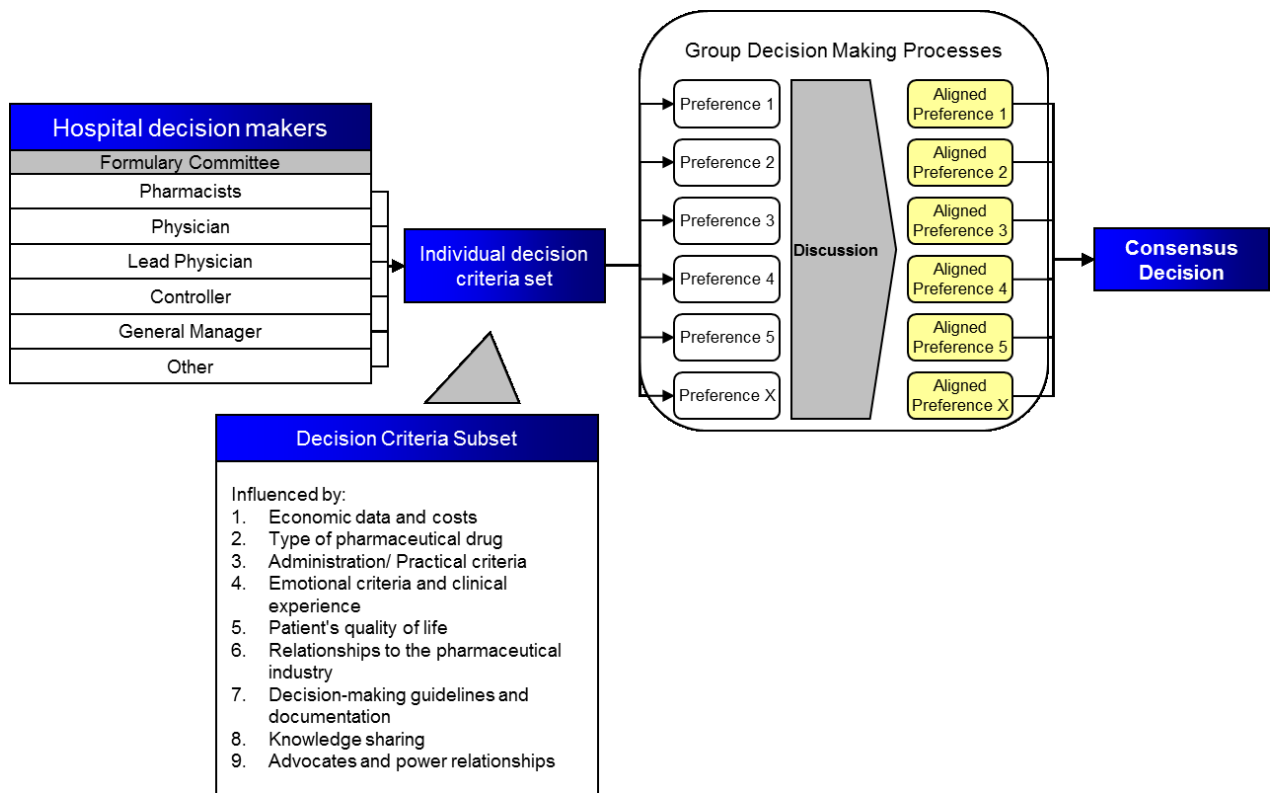 Hospital decision makers
Formulary Committee
Pharmacists
Physician
Lead Physician
Controller
General Manager
Other
Individual decision
criteria set
Decision Criteria Subset
Influenced by:
1. Economic data and costs
2. Type of pharmaceutical drug
3. Administration/ Practical criteria
4. Emotional criteria and clinical
experience
5. Patient's quality of life
6. Relationships to the pharmaceutical
industry
7. Decision-making guidelines and
documentation
8. Knowledge sharing
9. Advocates and power relationships
Group Decision Making Processes
Preference 1
Preference 2
Preference 3
Preference 4
Preference 5
Preference X
Discussion
Aligned
Preference 1
Aligned
Preference 2
Aligned
Preference 3
Aligned
Preference 4
Aligned
Preference 5
Aligned
Preference X
Consensus
Decision